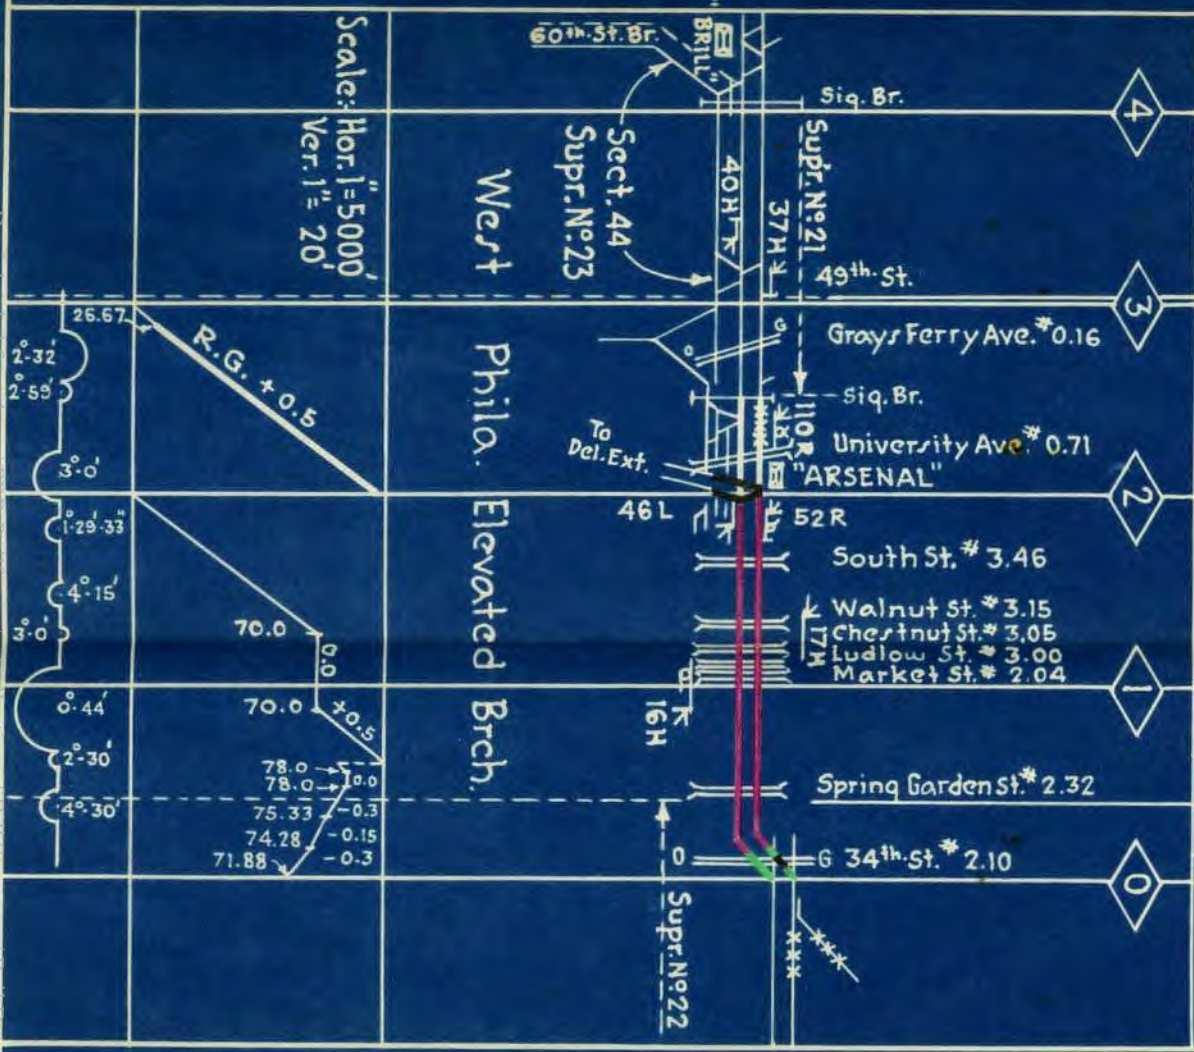 60th. St. Br.
BRILL"
Sig. Br.
4
Scale: Hor. 1" = 5000'
Ver. 1" = 20'
Sect. 44
Supr. Nº 23
40H
Supr. Nº 21
37H
49th. St.
3
West Phila. Elevated Brch.
26.67
R.G. + 0.5
2°-32'
2°-59'
3°-0'
G
O
Grays Ferry Ave. #0.16
Sig. Br.
110R
K
To
Del. Ext.
University Ave. # 0.71
"ARSENAL"
2
46L
52R
1°-29'-33"
4°-15'
3°-0'
South St. # 3.46
Walnut St. # 3.15
Chestnut St. # 3.05
Ludlow St. # 3.00
Market St. # 2.04
17H
70.0
0.0
70.0
+0.5
1
16H
0°-44'
2°-30'
4°-30'
78.0
78.0
0.0
75.33
-0.3
74.28
-0.15
71.88
-0.3
Spring Garden St. # 2.32
O
G 34th. St. # 2.10
0
Supr. Nº 22